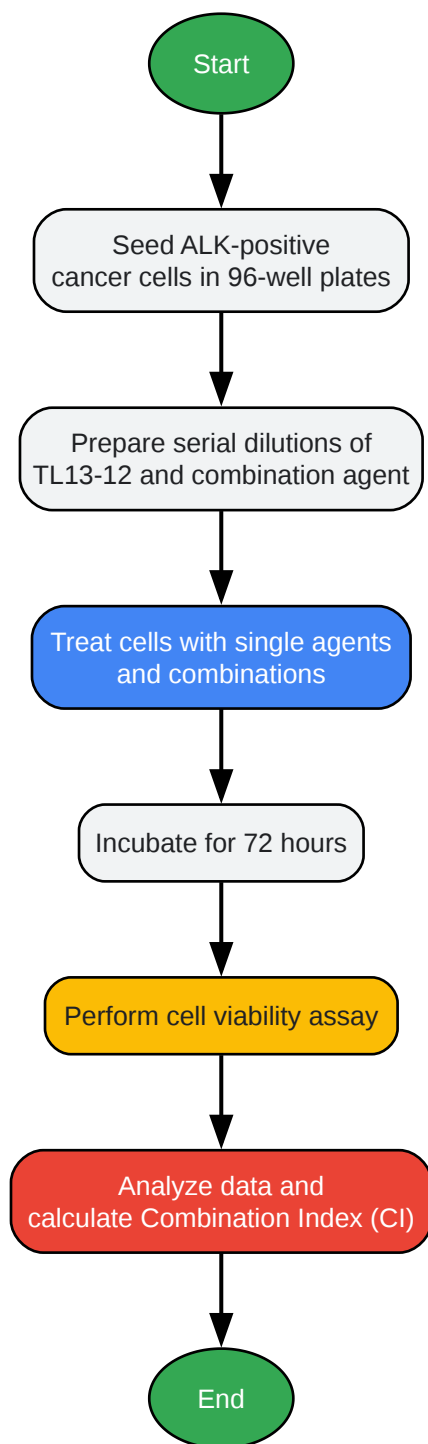 Start
Seed ALK-positive
cancer cells in 96-well plates
Prepare serial dilutions of
TL13-12 and combination agent
Treat cells with single agents
and combinations
Incubate for 72 hours
Perform cell viability assay
Analyze data and
calculate Combination Index (CI)
End